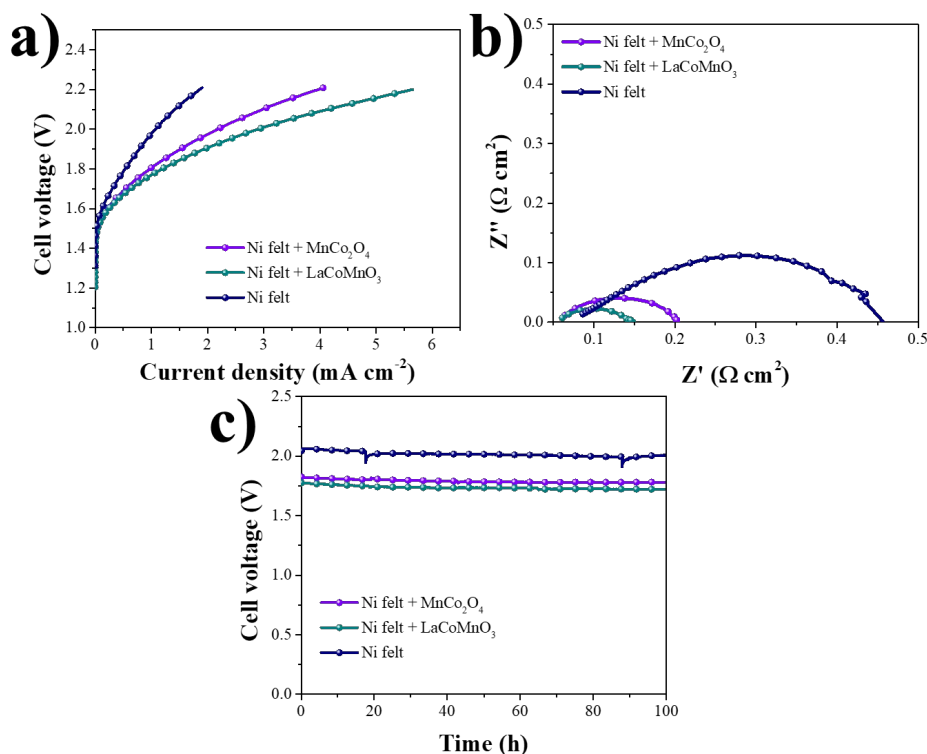 a)
2.4
2.2
2.0
1.8
1.6
1.4
1.2
1.0
0 1 2 3 4 5 6
Cell voltage (V)
Current density (mA cm⁻²)
Ni felt + MnCo₂O₄
Ni felt + LaCoMnO₃
Ni felt
b)
0.5
0.4
0.3
0.2
0.1
0.0
0.1 0.2 0.3 0.4 0.5
Z'' (Ω cm²)
Z' (Ω cm²)
Ni felt + MnCo₂O₄
Ni felt + LaCoMnO₃
Ni felt
c)
2.0
2.5
1.5
1.0
0.5
0.0
0 20 40 60 80 100
Cell voltage (V)
Time (h)
Ni felt + MnCo₂O₄
Ni felt + LaCoMnO₃
Ni felt